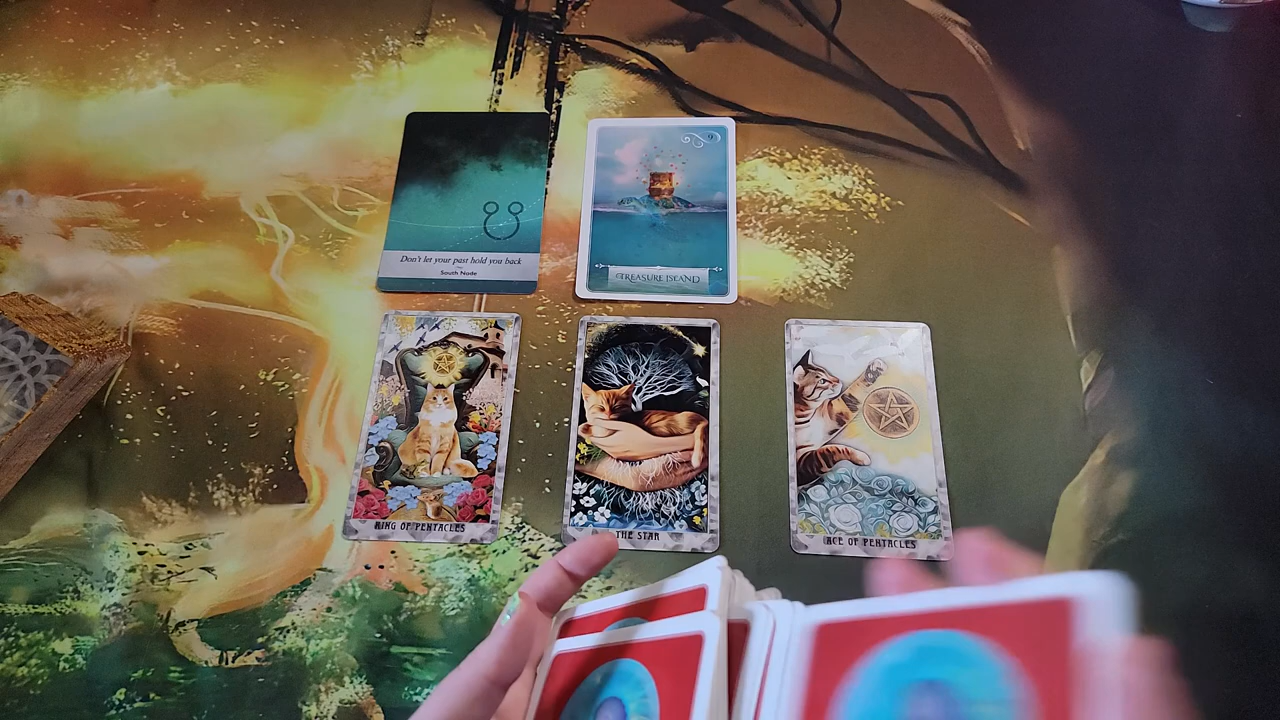 9
Don't let your past hold you back
South Node
TREASURE ISLAND
KING OF PENTACLES
THE STAR
ACE OF PENTACLES